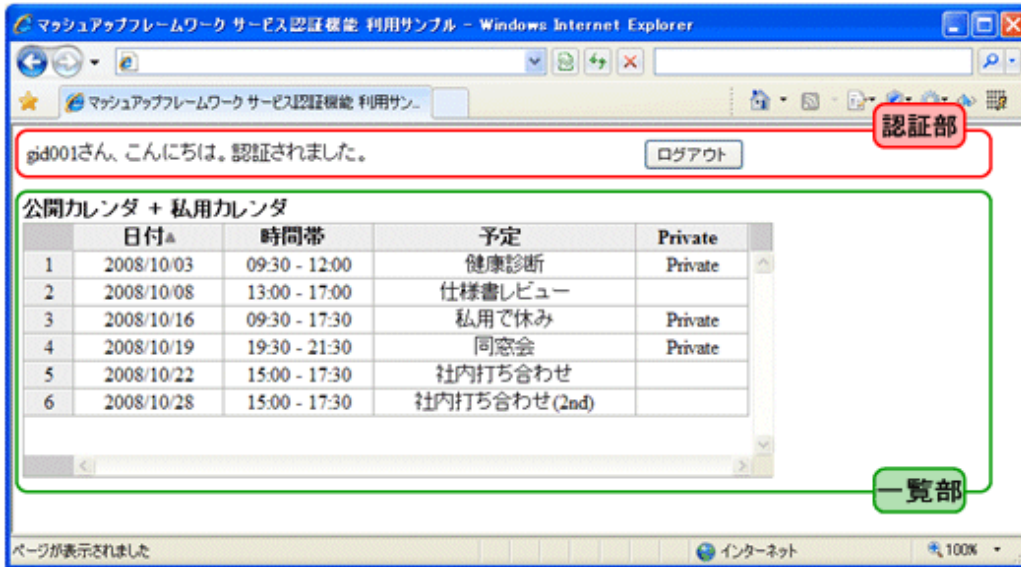 マッシュアップフレームワーク サービス認証機能 利用サンプル - Windows Internet Explorer
マッシュアップフレームワーク サービス認証機能 利用サン...
認証部
gid001さん、こんにちは。認証されました。 ログアウト
公開カレンダ + 私用カレンダ
日付▲ 時間帯 予定 Private
1 2008/10/03 09:30 - 12:00 健康診断 Private
2 2008/10/08 13:00 - 17:00 仕様書レビュー
3 2008/10/16 09:30 - 17:30 私用で休み Private
4 2008/10/19 19:30 - 21:30 同窓会 Private
5 2008/10/22 15:00 - 17:30 社内打ち合わせ
6 2008/10/28 15:00 - 17:30 社内打ち合わせ(2nd)
一覧部
ページが表示されました インターネット 100%